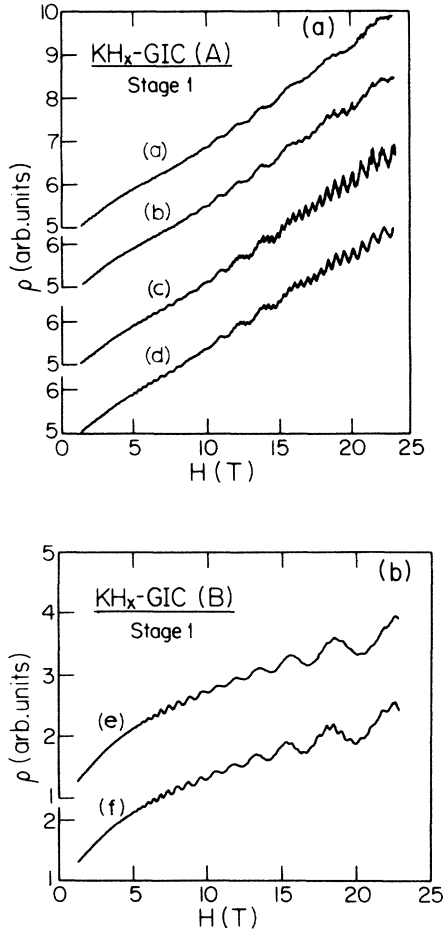 (a)
KHx-GIC (A)
Stage 1
10
9
8
7
6
5
6
5
6
5
6
5
(a)
(b)
(c)
(d)
ρ (arb.units)
0 5 10 15 20 25
H (T)
(b)
KHx-GIC (B)
Stage 1
5
4
3
2
1
2
1
(e)
(f)
ρ (arb.units)
0 5 10 15 20 25
H (T)